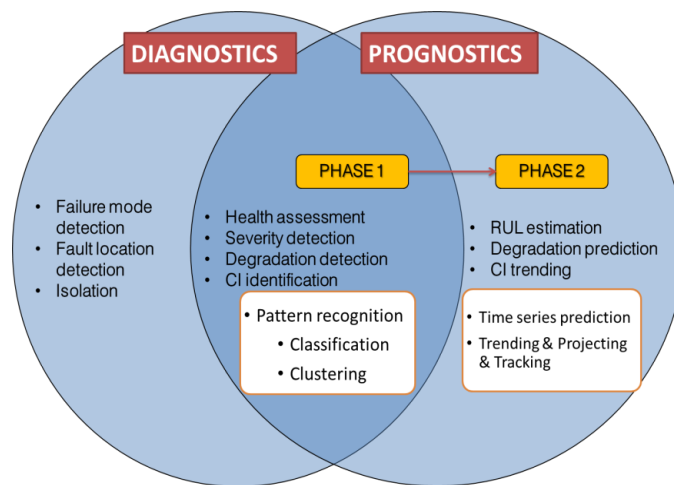 DIAGNOSTICS
PROGNOSTICS
PHASE 1
PHASE 2
• Failure mode
detection
• Fault location
detection
• Isolation
• Health assessment
• Severity detection
• Degradation detection
• CI identification
• Pattern recognition
• Classification
• Clustering
• RUL estimation
• Degradation prediction
• CI trending
• Time series prediction
• Trending & Projecting
& Tracking